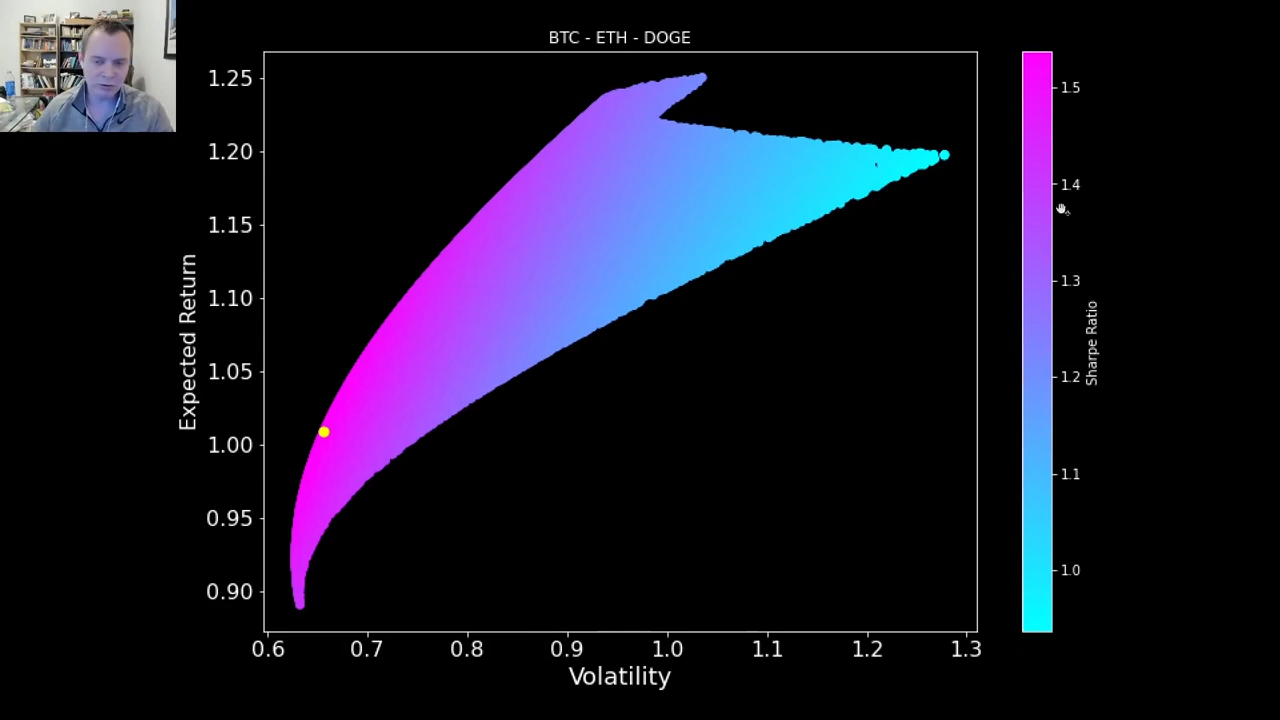 BTC - ETH - DOGE
1.25
1.20
1.15
1.10
1.05
1.00
0.95
0.90
Expected Return
0.6 0.7 0.8 0.9 1.0 1.1 1.2 1.3
Volatility
1.5
1.4
1.3
1.2
1.1
1.0
Sharpe Ratio